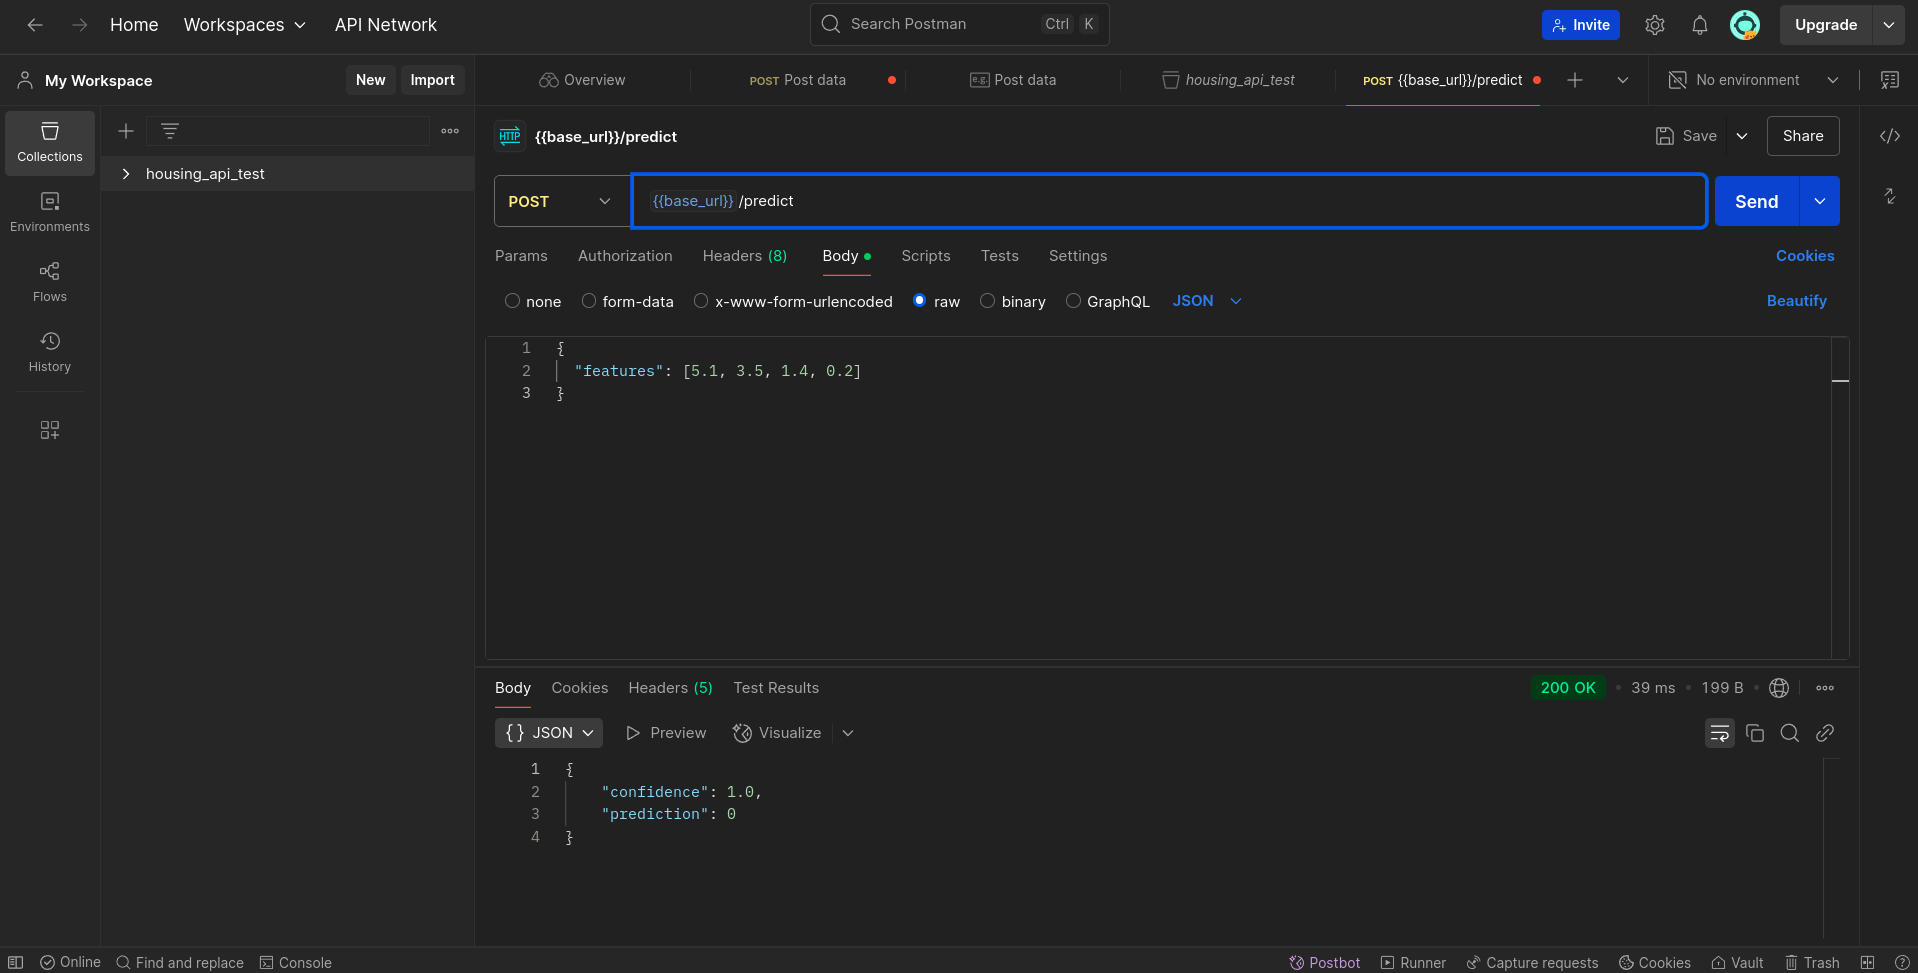 Home Workspaces API Network Search Postman Ctrl K Invite Upgrade
My Workspace New Import Overview POST Post data e.g. Post data housing_api_test POST {{base_url}}/predict No environment
Collections
Environments
Flows
History
housing_api_test
HTTP {{base_url}}/predict Save Share
POST {{base_url}}/predict Send
Params Authorization Headers (8) Body Scripts Tests Settings Cookies
none form-data x-www-form-urlencoded raw binary GraphQL JSON Beautify
1 {
2 "features": [5.1, 3.5, 1.4, 0.2]
3 }
Body Cookies Headers (5) Test Results 200 OK 39 ms 199 B
{} JSON Preview Visualize
1 {
2 "confidence": 1.0,
3 "prediction": 0
4 }
Online Find and replace Console Postbot Runner Capture requests Cookies Vault Trash